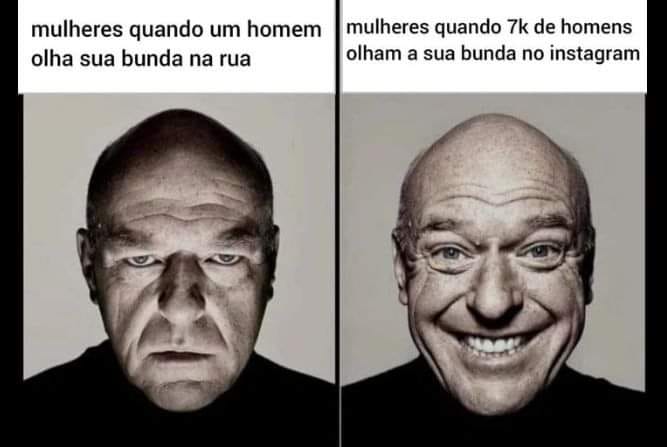 mulheres quando um homem
olha sua bunda na rua
mulheres quando 7k de homens
olham a sua bunda no instagram